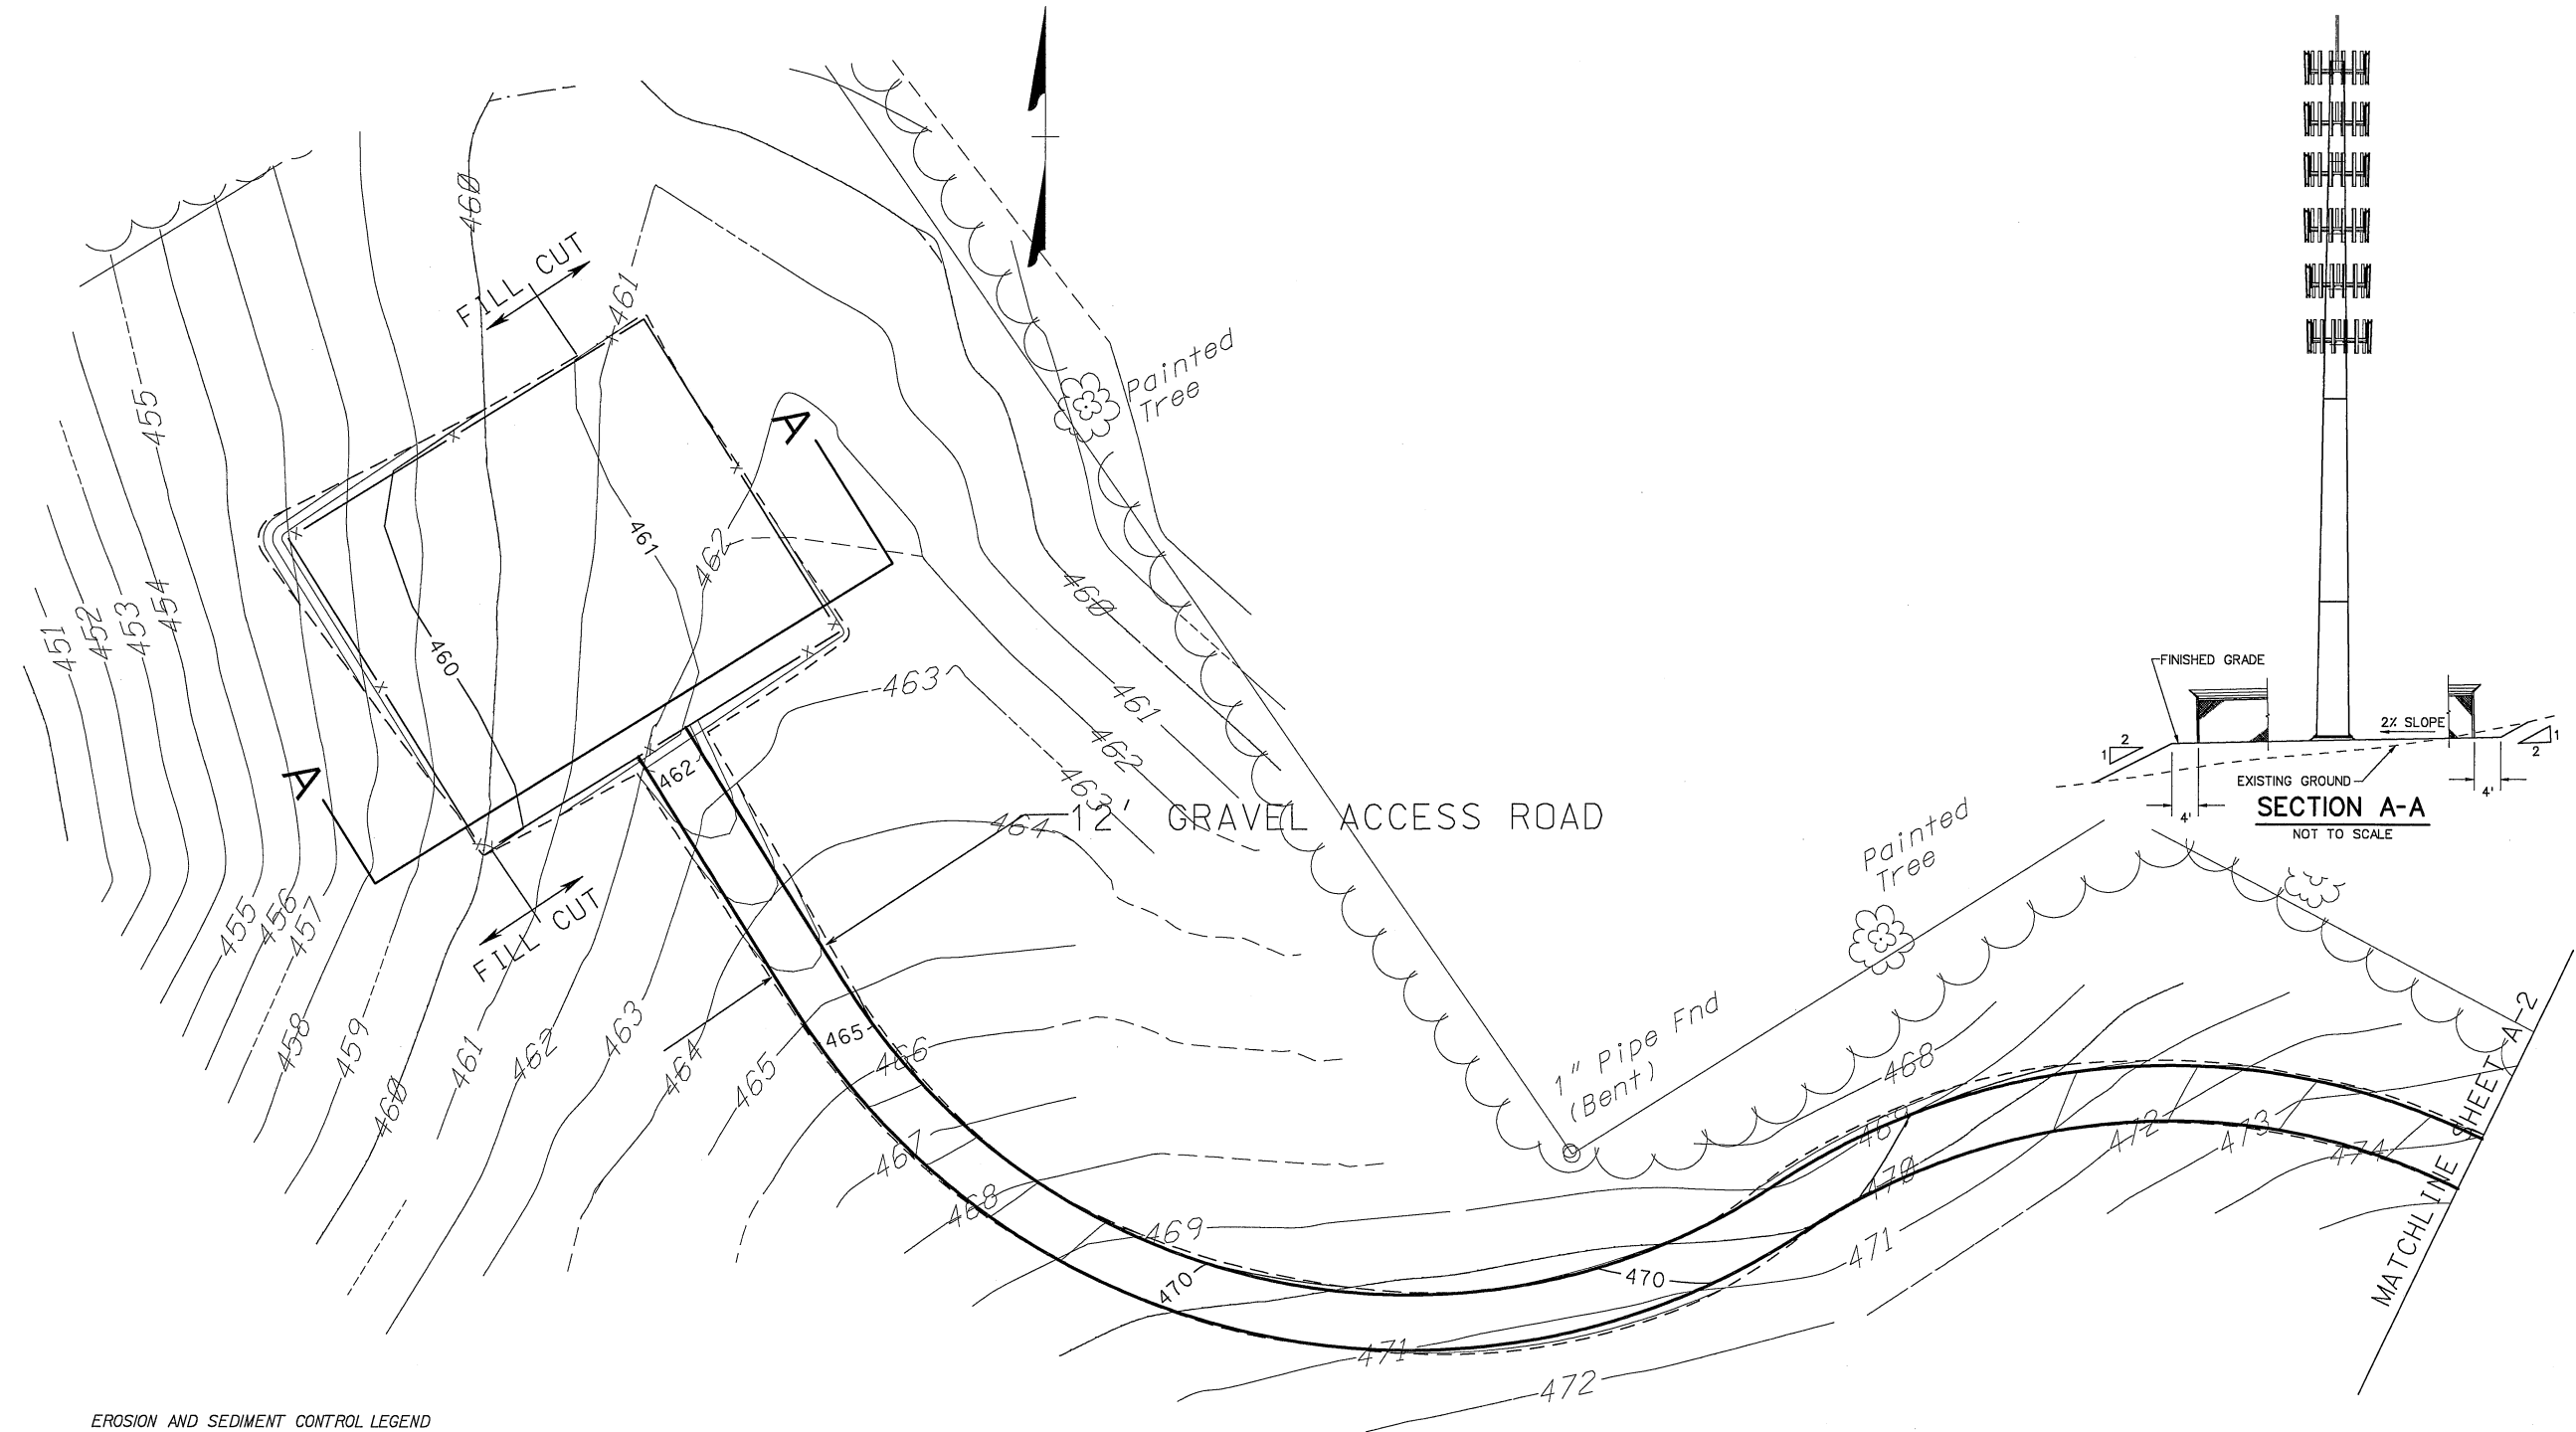 460
FILL CUT
461
Painted
Tree
A
455
461
462
460
451
452
453
454
460
463
461
462
462
463
464
12' GRAVEL ACCESS ROAD
A
FILL CUT
455
456
457
458
459
460
461
462
463
464
465
465
466
467
468
469
470
470
471
472
1" Pipe Fnd
(Bent)
Painted
Tree
468
469
470
471
472
473
474
MATCHLINE SHEET A-2
FINISHED GRADE
2% SLOPE
2
1
1
2
EXISTING GROUND
4'
4'
SECTION A-A
NOT TO SCALE
EROSION AND SEDIMENT CONTROL LEGEND